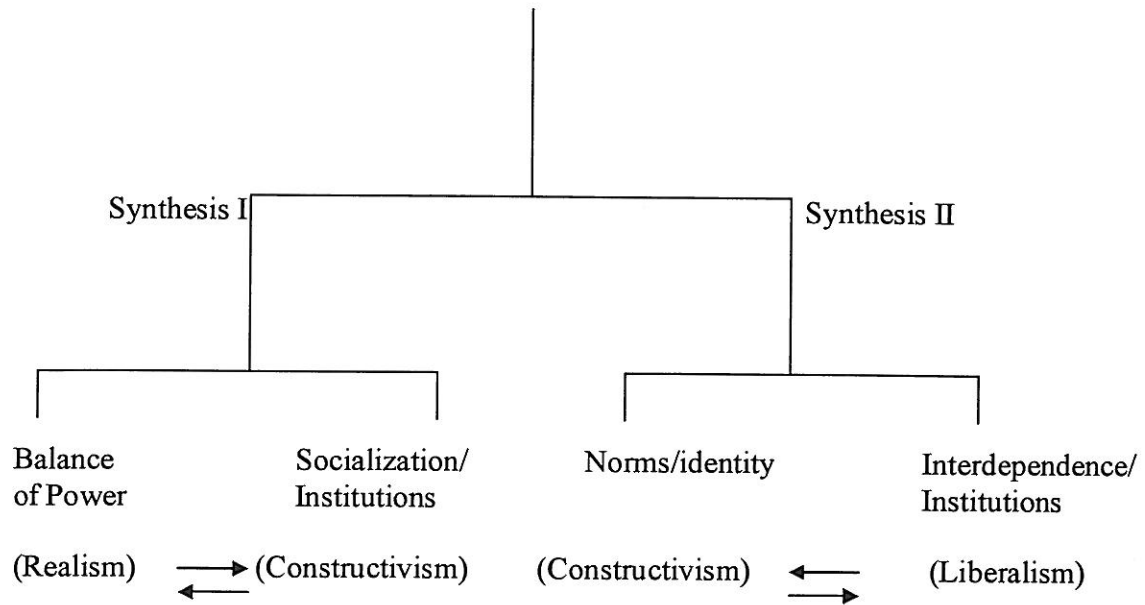 Synthesis I
Synthesis II
Balance
of Power
Socialization/
Institutions
Norms/identity
Interdependence/
Institutions
(Realism)
(Constructivism)
(Constructivism)
(Liberalism)